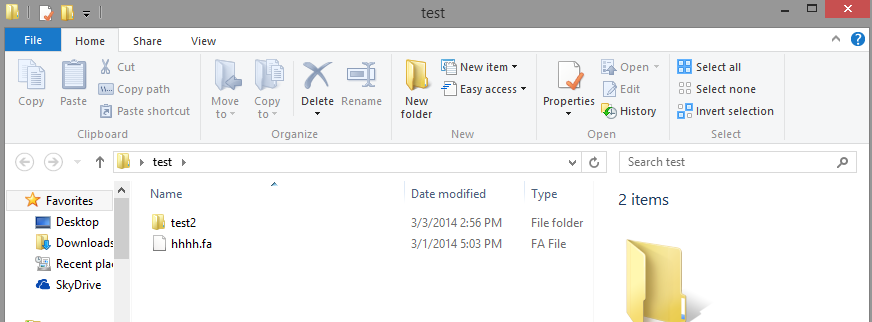 test
File Home Share View
Copy Paste Cut Copy path Paste shortcut Move to Copy to Delete Rename New folder New item Easy access Properties Open Edit History Select all Select none Invert selection
Clipboard Organize New Open Select
test Search test
Favorites
Desktop
Downloads
Recent plac
SkyDrive
Name Date modified Type
test2 3/3/2014 2:56 PM File folder
hhhh.fa 3/1/2014 5:03 PM FA File
2 items